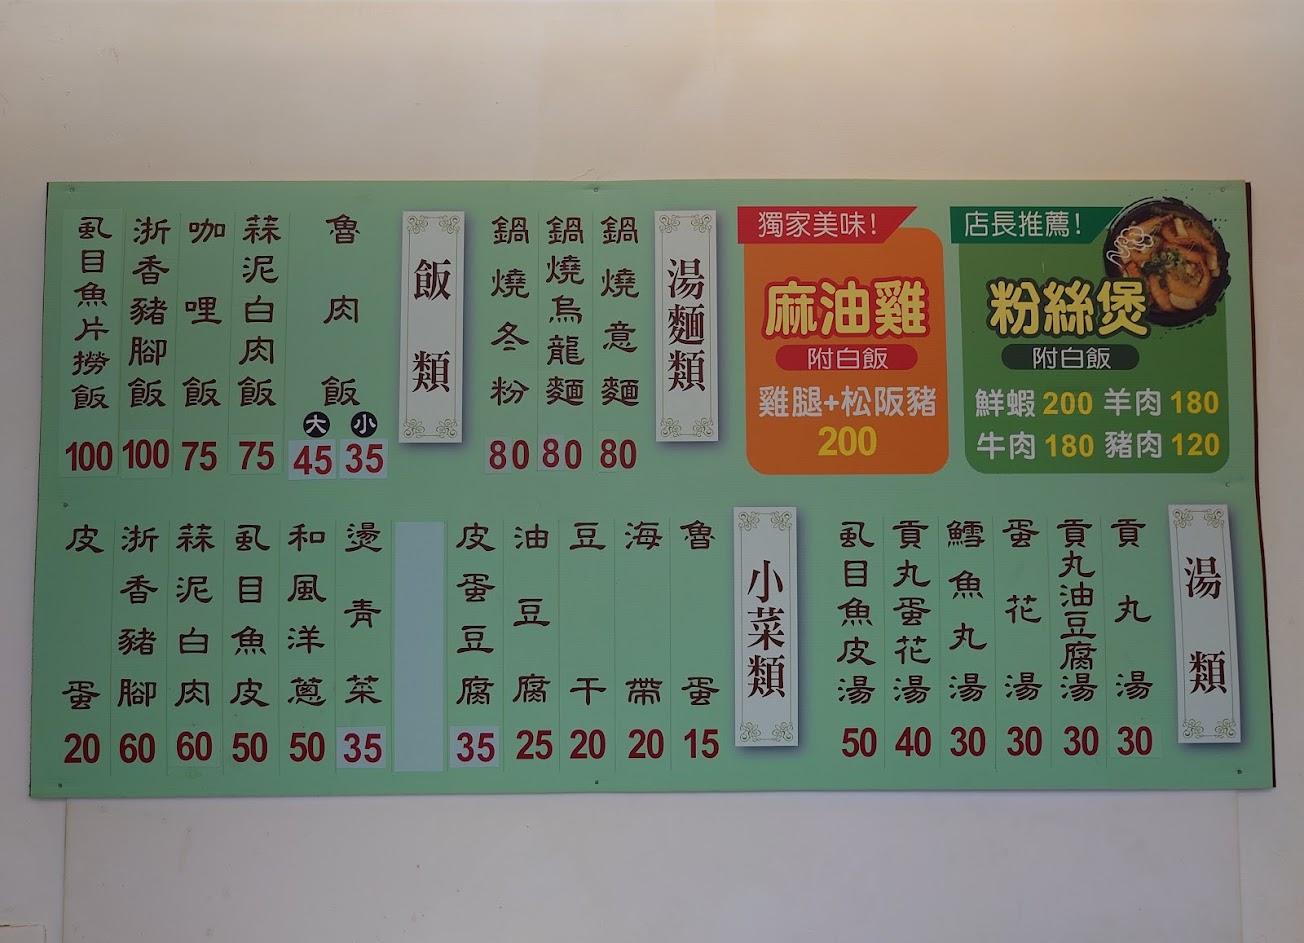 店長推薦!
粉絲煲
附白飯
鮮蝦 200 羊肉 180
牛肉 180 豬肉 120
獨家美味!
麻油雞
附白飯
雞腿+松阪豬
200
湯麵類
鍋燒意麵 80
鍋燒烏龍麵 80
鍋燒冬粉 80
飯類
魯肉飯 小 35 大 45
蒜泥白肉飯 75
咖哩飯 75
浙香豬腳飯 100
虱目魚片撈飯 100
湯類
貢丸湯 30
貢丸油豆腐湯 30
蛋花湯 30
鱈魚丸湯 30
貢丸蛋花湯 40
虱目魚皮湯 50
小菜類
魯蛋 15
海帶 20
豆干 20
油豆腐 25
皮蛋豆腐 35
燙青菜 35
和風洋蔥 50
虱目魚皮 50
蒜泥白肉 60
浙香豬腳 60
皮蛋 20